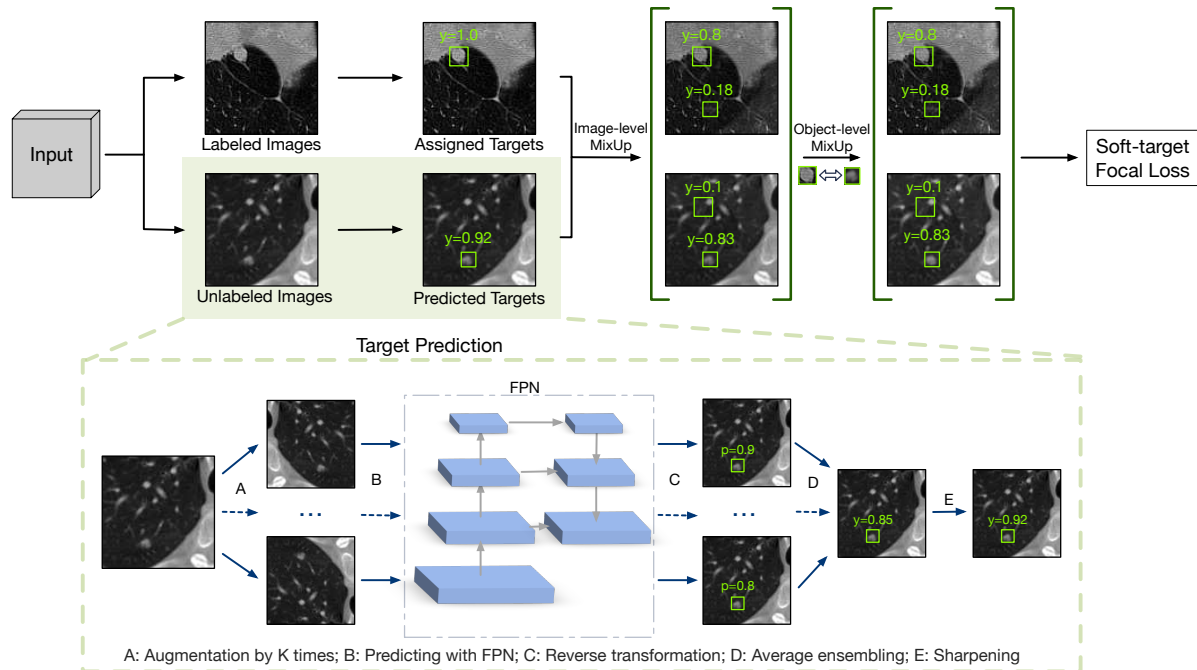 Input
y=1.0
Labeled Images
Assigned Targets
y=0.92
Unlabeled Images
Predicted Targets
Image-level
MixUp
y=0.8
y=0.18
y=0.1
y=0.83
Object-level
MixUp
y=0.8
y=0.18
y=0.1
y=0.83
Soft-target
Focal Loss
Target Prediction
FPN
A
B
C
D
E
...
...
p=0.9
p=0.8
y=0.85
y=0.92
A: Augmentation by K times; B: Predicting with FPN; C: Reverse transformation; D: Average ensembling; E: Sharpening